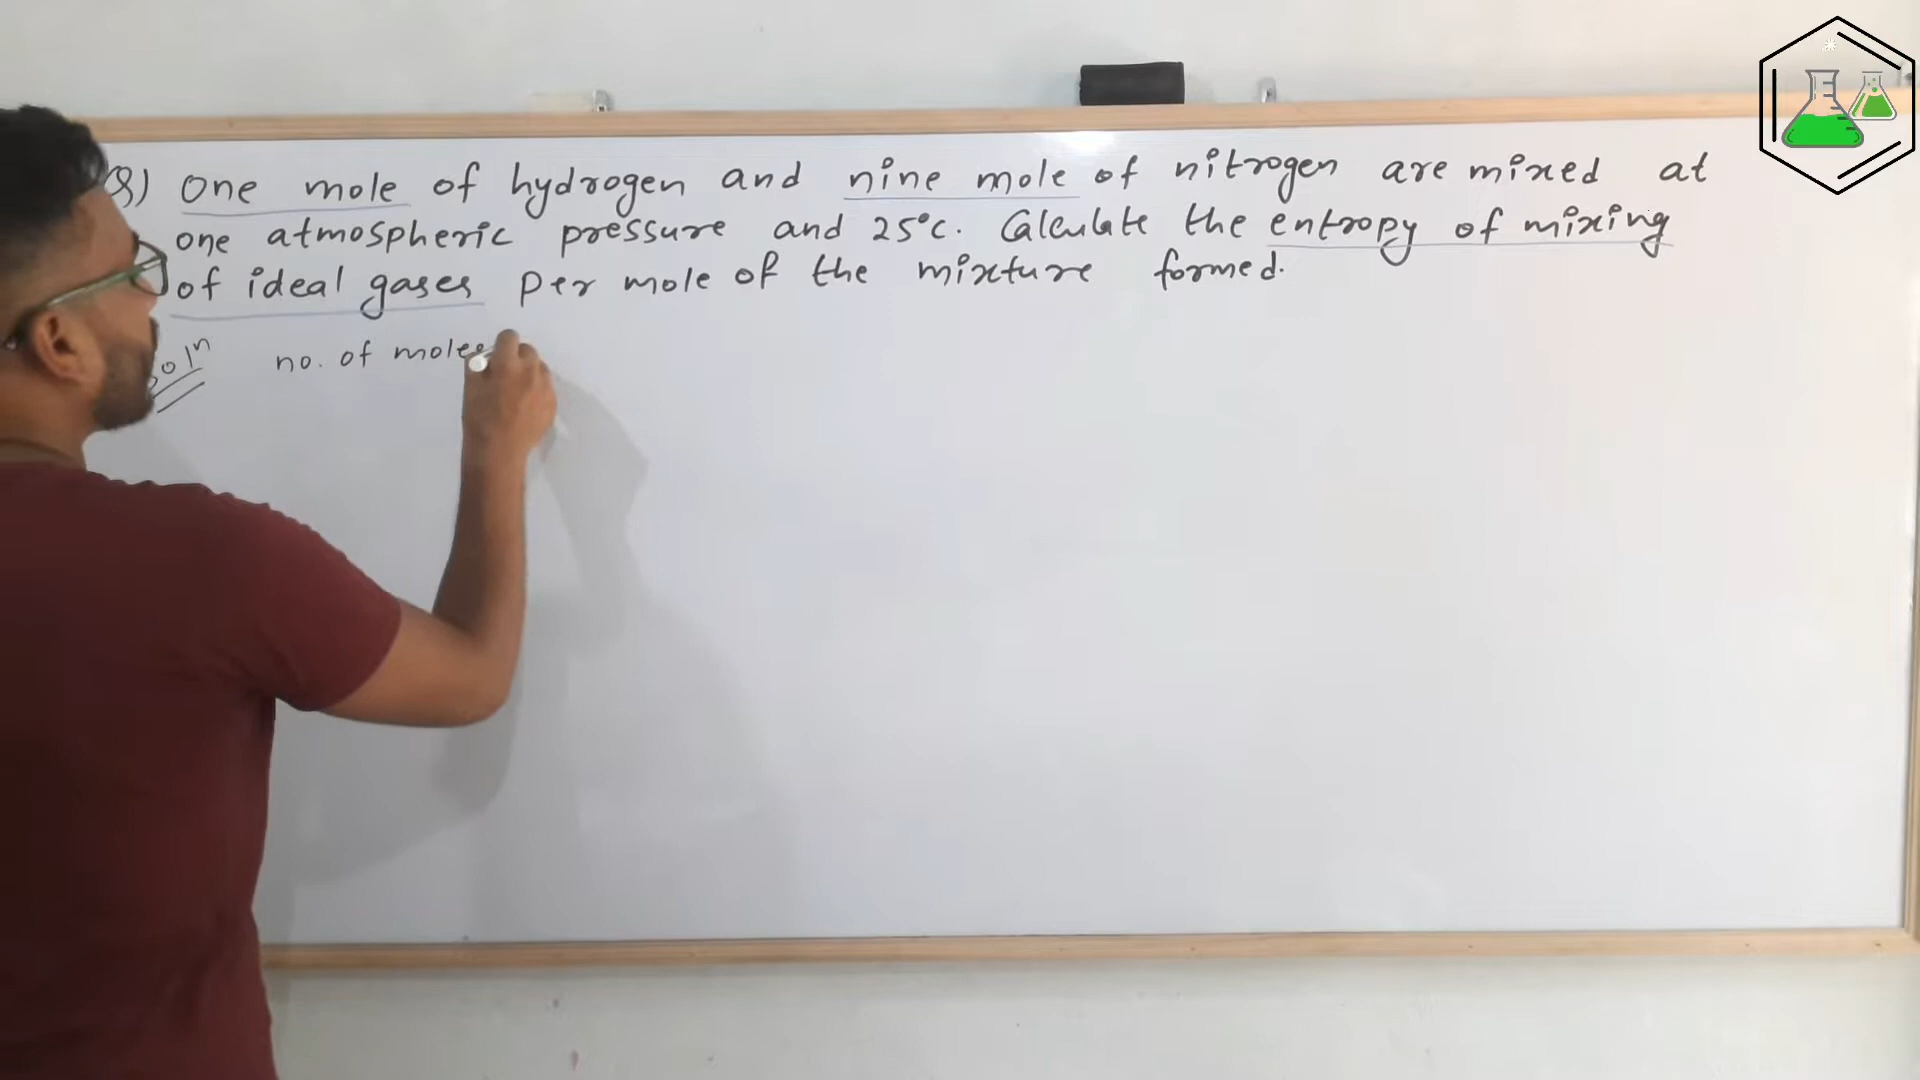 Q) One mole of hydrogen and nine mole of nitrogen are mixed at
one atmospheric pressure and 25°C. Calculate the entropy of mixing
of ideal gases per mole of the mixture formed.
Soln no. of moles